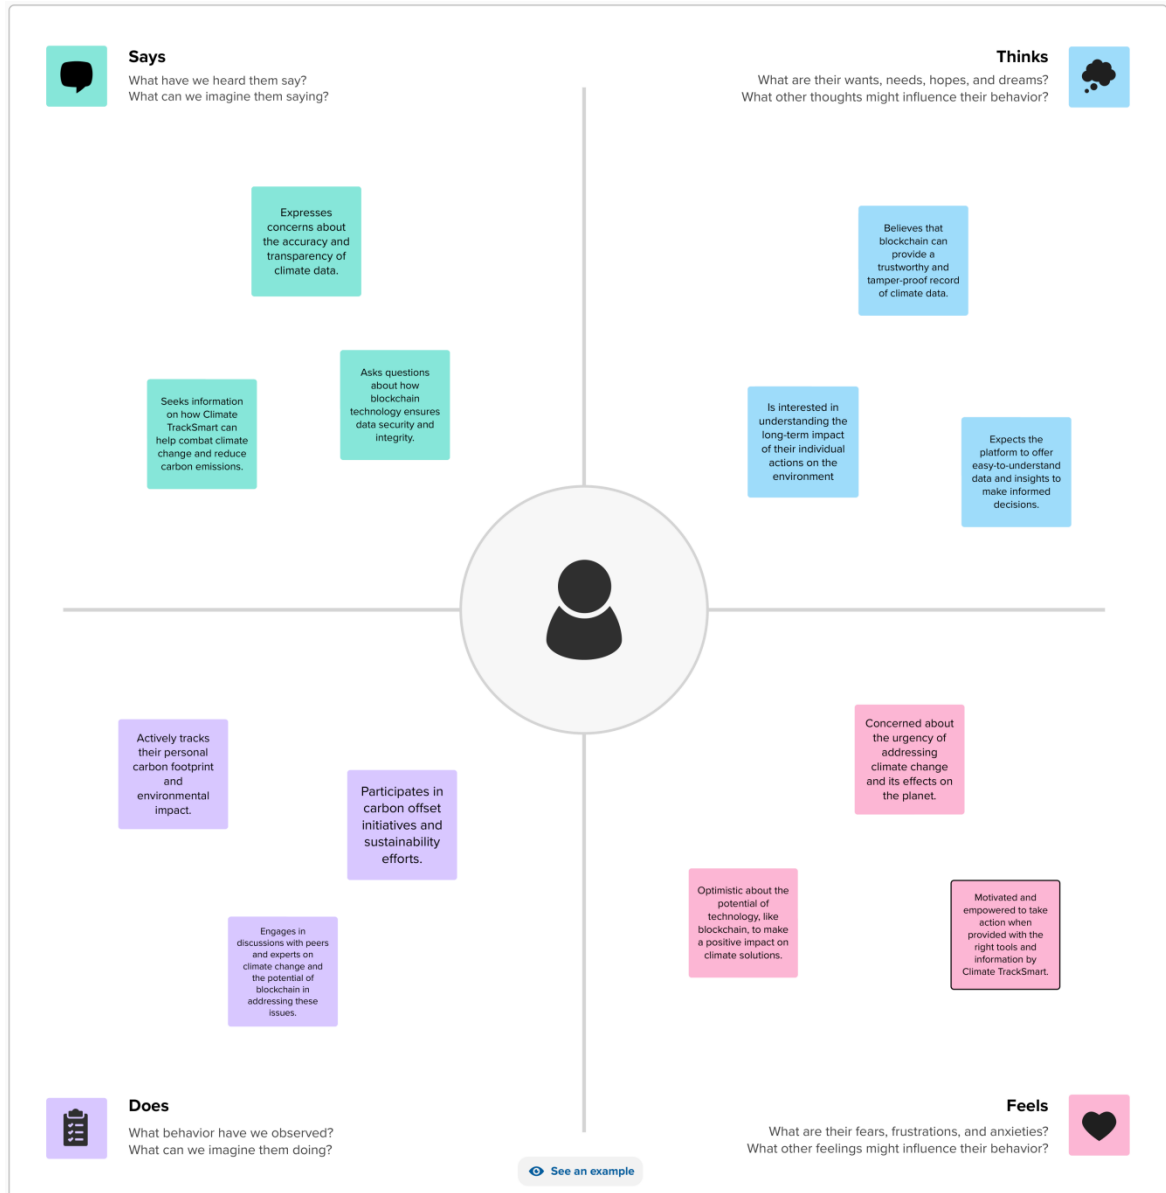 Says
What have we heard them say?
What can we imagine them saying?
Thinks
What are their wants, needs, hopes, and dreams?
What other thoughts might influence their behavior?
Expresses
concerns about
the accuracy and
transparency of
climate data.
Asks questions
about how
blockchain
technology ensures
data security and
integrity.
Seeks information
on how Climate
TrackSmart can
help combat climate
change and reduce
carbon emissions.
Believes that
blockchain can
provide a
trustworthy and
tamper-proof record
of climate data.
Is interested in
understanding the
long-term impact
of their individual
actions on the
environment
Expects the
platform to offer
easy-to-understand
data and insights to
make informed
decisions.
Actively tracks
their personal
carbon footprint
and
environmental
impact.
Participates in
carbon offset
initiatives and
sustainability
efforts.
Engages in
discussions with peers
and experts on
climate change and
the potential of
blockchain in
addressing these
issues.
Concerned about
the urgency of
addressing
climate change
and its effects on
the planet.
Optimistic about the
potential of
technology, like
blockchain, to make
a positive impact on
climate solutions.
Motivated and
empowered to take
action when
provided with the
right tools and
information by
Climate TrackSmart.
Does
What behavior have we observed?
What can we imagine them doing?
Feels
What are their fears, frustrations, and anxieties?
What other feelings might influence their behavior?
See an example